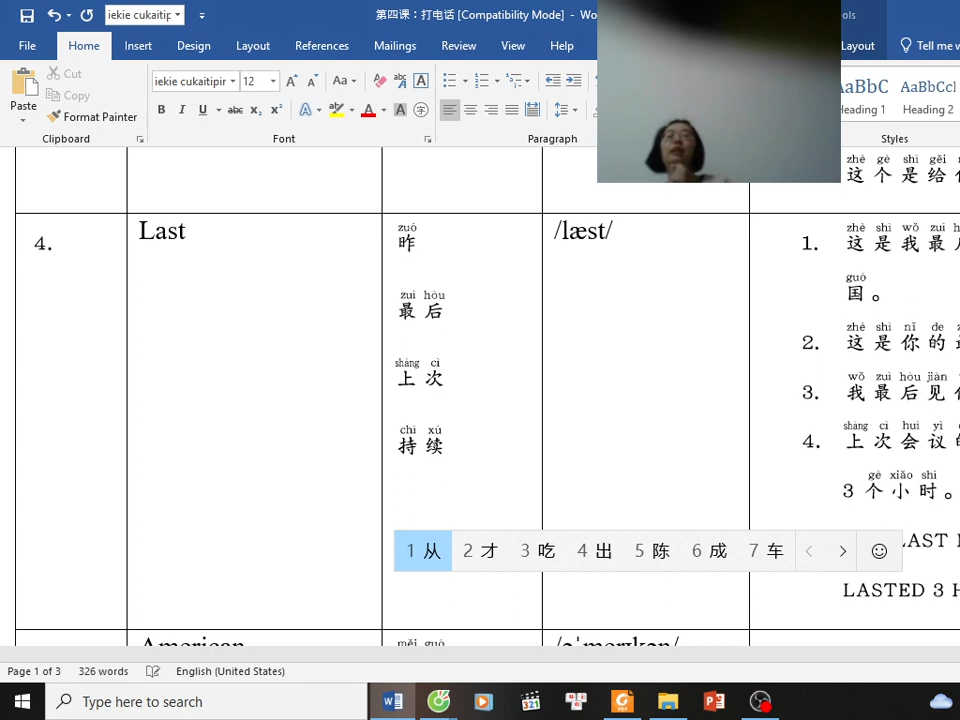 iekie cukaitip
第四课：打电话 [Compatibility Mode] - Wo
ols
File Home Insert Design Layout References Mailings Review View Help
Layout Tell me w
Paste
Cut
Copy
Format Painter
iekie cukaitipir 12
Clipboard Font Paragraph Styles
AaBbC AaBbCcl
Heading 1 Heading 2
zhè gè shì gěi
这 个 是 给
4. Last
zuó
昨
zuì hòu
最 后
shàng cì
上 次
chí xù
持 续
/læst/
zhè shì wǒ zuì
1. 这 是 我 最
guó
国 。
zhè shì nǐ de
2. 这 是 你 的
wǒ zuì hòu jiàn
3. 我 最 后 见
shàng cì huì yì
4. 上 次 会 议
gè xiǎo shí
3 个 小 时 。
LAST
LASTED 3 H
1 从 2 才 3 吃 4 出 5 陈 6 成 7 车
American
měi guó
/əˈmerɪkən/
Page 1 of 3 326 words English (United States)
Type here to search
321